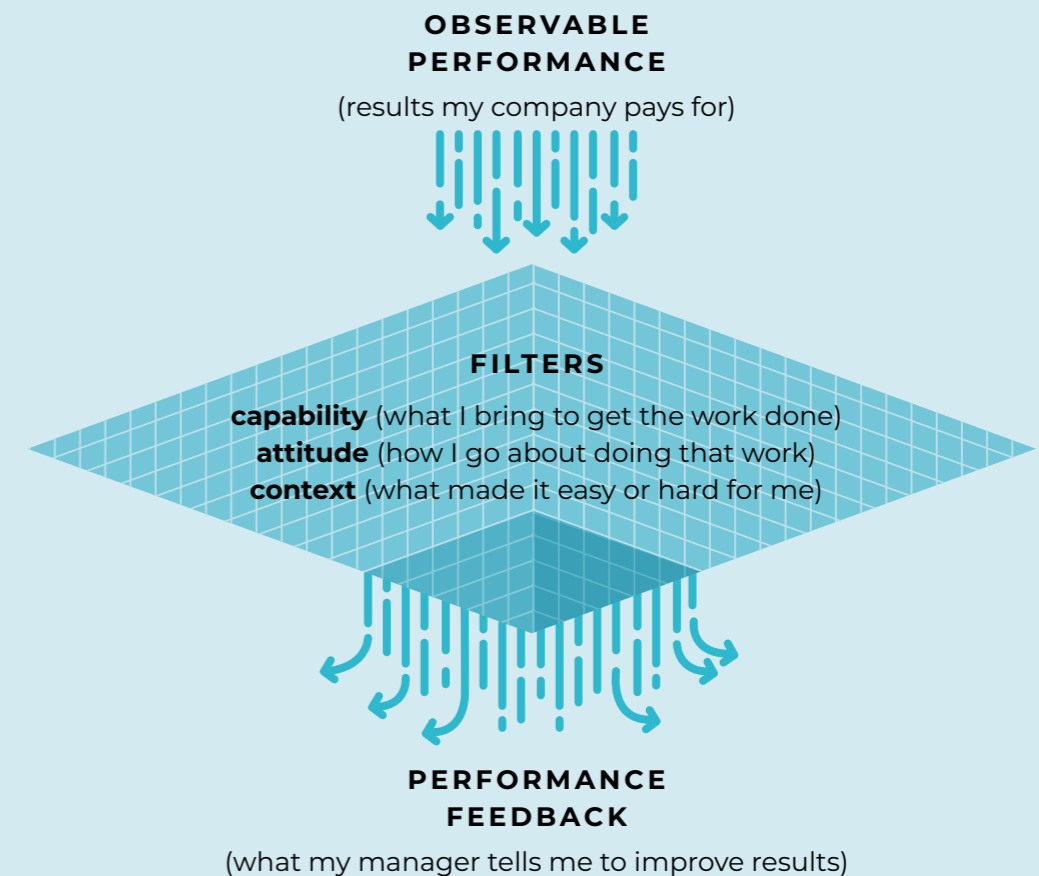 OBSERVABLE
PERFORMANCE
(results my company pays for)
FILTERS
capability (what I bring to get the work done)
attitude (how I go about doing that work)
context (what made it easy or hard for me)
PERFORMANCE
FEEDBACK
(what my manager tells me to improve results)